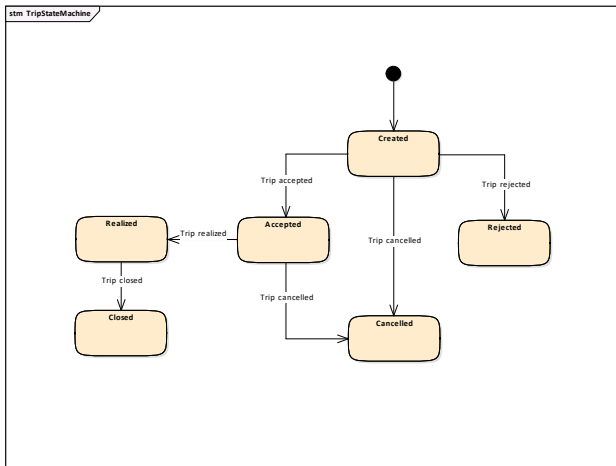 stm TripStateMachine
Created
Trip accepted
Trip rejected
Realized
Accepted
Rejected
Trip realized
Trip cancelled
Trip closed
Trip cancelled
Closed
Cancelled